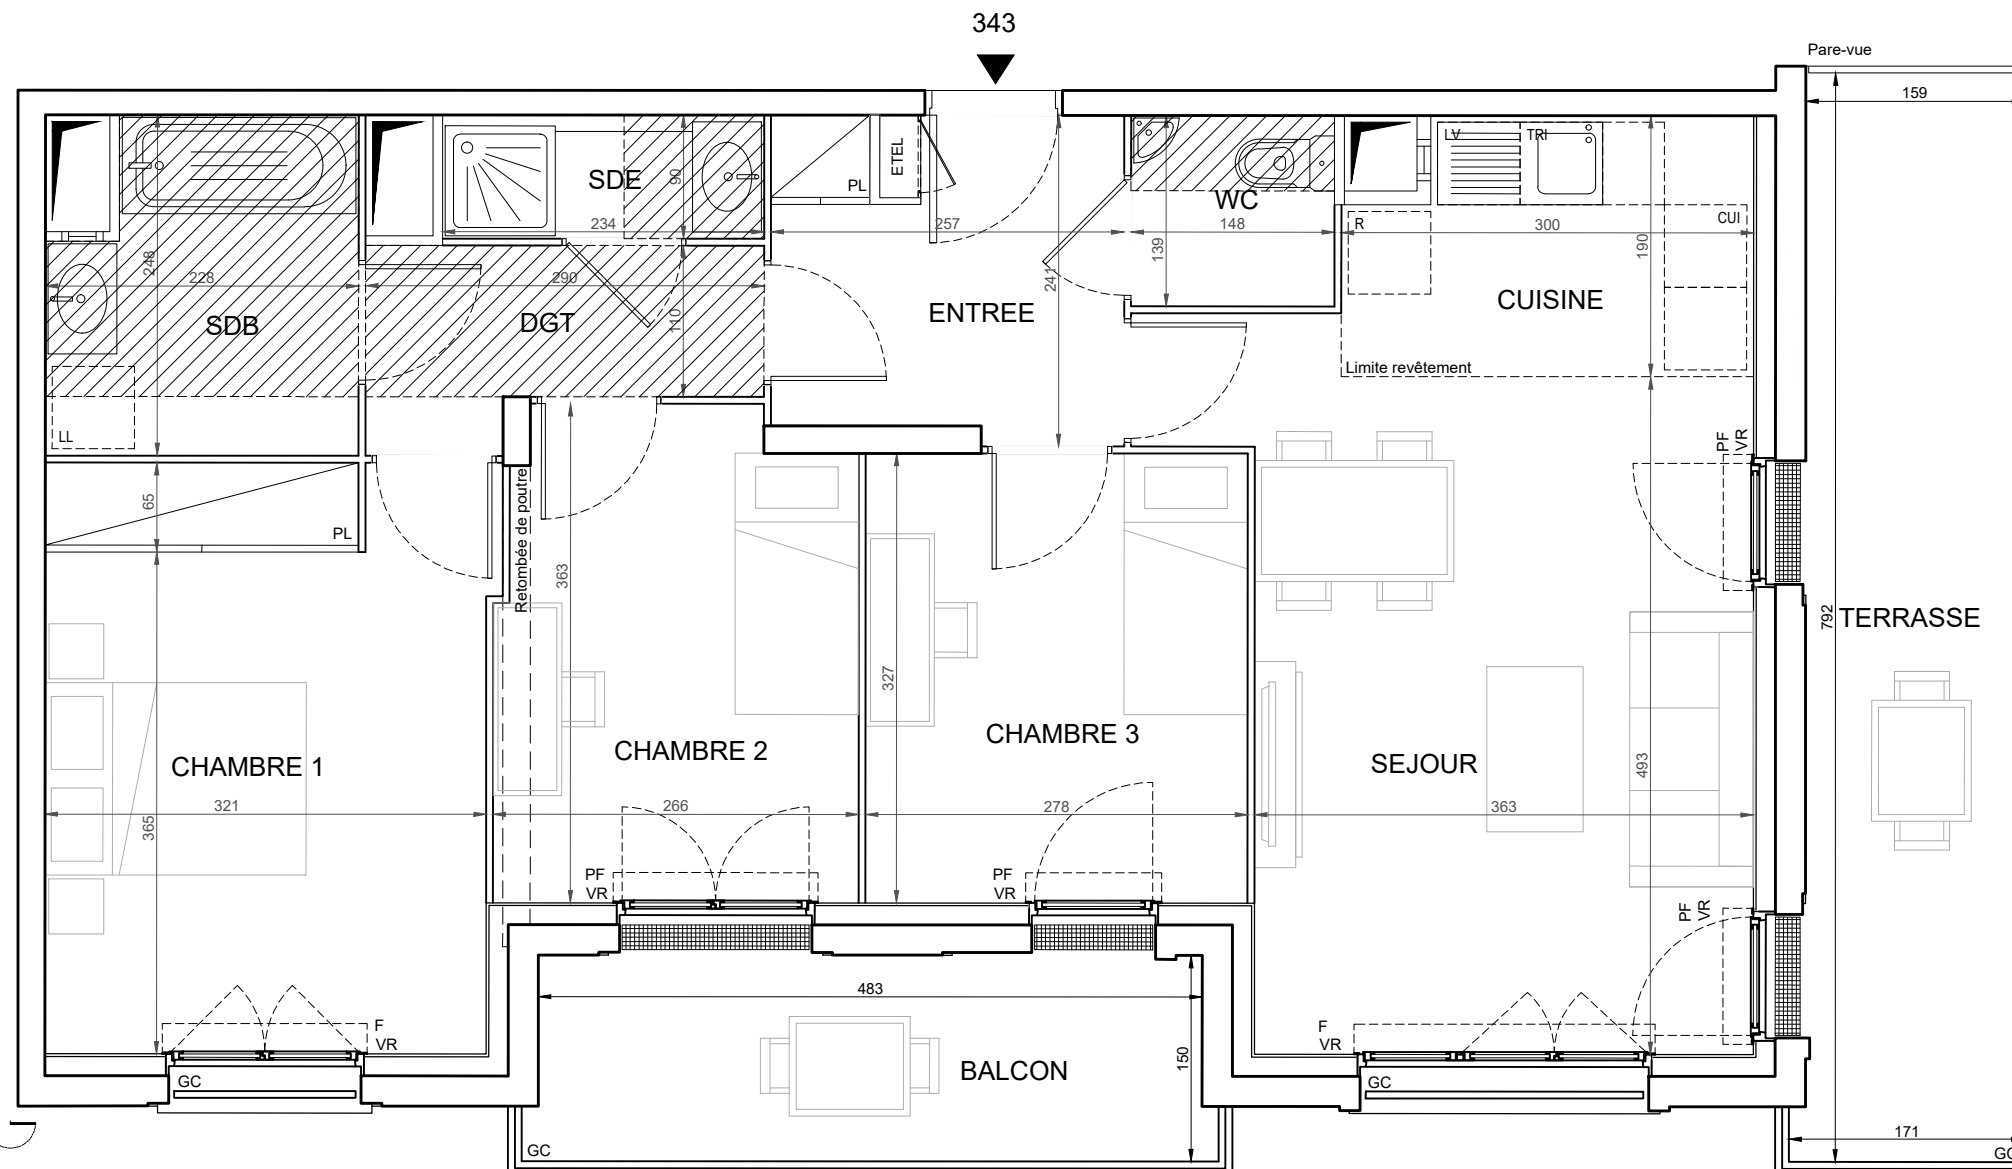 343
Pare-vue
159
LV
TRI
ETEL
PL
SDE
90
WC
234
257
148
R
300
CUI
248
139
241
190
228
290
SDB
DGT
110
ENTREE
CUISINE
Limite revêtement
LL
PF
VR
65
PL
Retombée de poutre
363
327
792
TERRASSE
CHAMBRE 1
CHAMBRE 2
CHAMBRE 3
SEJOUR
493
321
365
266
278
363
PF
VR
PF
VR
PF
VR
483
F
VR
F
VR
GC
BALCON
150
GC
GC
171
GC